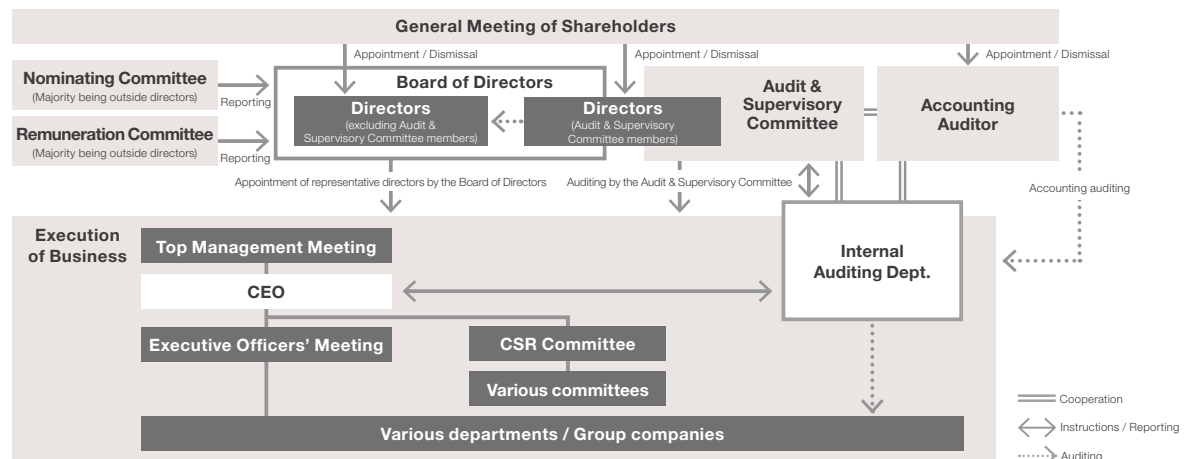 General Meeting of Shareholders
Appointment / Dismissal
Appointment / Dismissal
Appointment / Dismissal
Nominating Committee
(Majority being outside directors)
Reporting
Remuneration Committee
(Majority being outside directors)
Reporting
Board of Directors
Directors
(excluding Audit &
Supervisory Committee members)
Directors
(Audit & Supervisory
Committee members)
Audit &
Supervisory
Committee
Accounting
Auditor
Appointment of representative directors by the Board of Directors
Auditing by the Audit & Supervisory Committee
Accounting auditing
Execution
of Business
Top Management Meeting
CEO
Internal
Auditing Dept.
Executive Officers' Meeting
CSR Committee
Various committees
Various departments / Group companies
Cooperation
Instructions / Reporting
Auditing